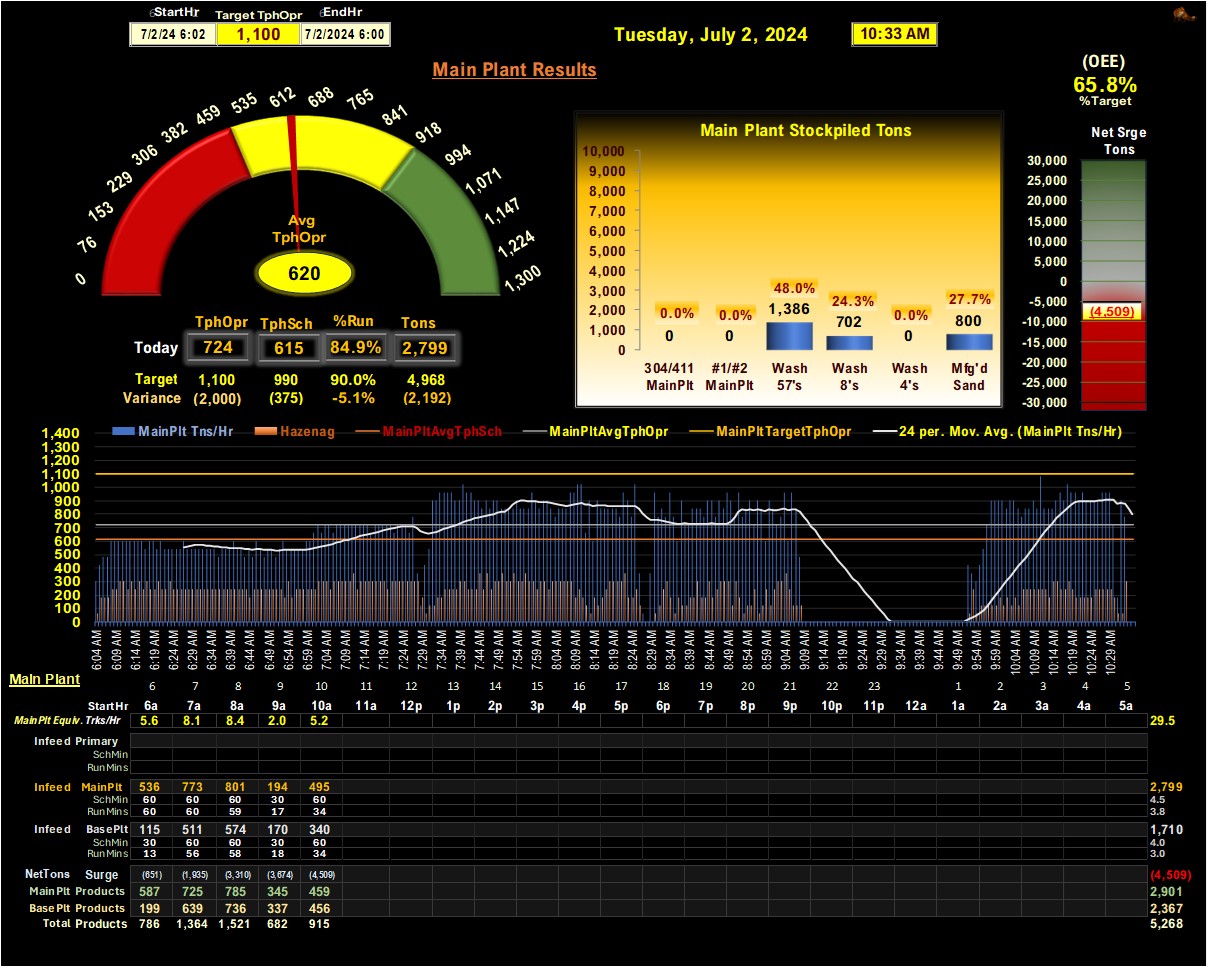 StartHr Target TphOpr EndHr
7/2/24 6:02 1,100 7/2/2024 6:00
Tuesday, July 2, 2024 10:33 AM
Main Plant Results
(OEE)
65.8%
%Target
0 76 153 229 306 382 459 535 612 688 765 841 918 994 1,071 1,147 1,224 1,300
Avg
TphOpr
620
TphOpr TphSch %Run Tons
Today 724 615 84.9% 2,799
Target 1,100 990 90.0% 4,968
Variance (2,000) (375) -5.1% (2,192)
Main Plant Stockpiled Tons
10,000
9,000
8,000
7,000
6,000
5,000
4,000
3,000
2,000
1,000
0
0.0% 0.0% 48.0% 24.3% 0.0% 27.7%
0 0 1,386 702 0 800
304/411 #1/#2 Wash Wash Wash Mfg'd
MainPlt MainPlt 57's 8's 4's Sand
Net Srge
Tons
30,000
25,000
20,000
15,000
10,000
5,000
0
-5,000
(4,509)
-10,000
-15,000
-20,000
-25,000
-30,000
MainPlt Tns/Hr Hazenag MainPltAvgTphSch MainPltAvgTphOpr MainPltTargetTphOpr 24 per. Mov. Avg. (MainPlt Tns/Hr)
1,400
1,300
1,200
1,100
1,000
900
800
700
600
500
400
300
200
100
0
6:04 AM 6:09 AM 6:14 AM 6:19 AM 6:24 AM 6:29 AM 6:34 AM 6:39 AM 6:44 AM 6:49 AM 6:54 AM 6:59 AM 7:04 AM 7:09 AM 7:14 AM 7:19 AM 7:24 AM 7:29 AM 7:34 AM 7:39 AM 7:44 AM 7:49 AM 7:54 AM 7:59 AM 8:04 AM 8:09 AM 8:14 AM 8:19 AM 8:24 AM 8:29 AM 8:34 AM 8:39 AM 8:44 AM 8:49 AM 8:54 AM 8:59 AM 9:04 AM 9:09 AM 9:14 AM 9:19 AM 9:24 AM 9:29 AM 9:34 AM 9:39 AM 9:44 AM 9:49 AM 9:54 AM 9:59 AM 10:04 AM 10:09 AM 10:14 AM 10:19 AM 10:24 AM 10:29 AM
Main Plant
6 7 8 9 10 11 12 13 14 15 16 17 18 19 20 21 22 23 1 2 3 4 5
StartHr 6a 7a 8a 9a 10a 11a 12p 1p 2p 3p 4p 5p 6p 7p 8p 9p 10p 11p 12a 1a 2a 3a 4a 5a
MainPlt Equiv. Trks/Hr 5.6 8.1 8.4 2.0 5.2 29.5
Infeed Primary
SchMin
RunMins
Infeed MainPlt 536 773 801 194 495 2,799
SchMin 60 60 60 30 60 4.5
RunMins 60 60 59 17 34 3.8
Infeed BasePlt 115 511 574 170 340 1,710
SchMin 30 60 60 30 60 4.0
RunMins 13 56 58 18 34 3.0
NetTons Surge (651) (1,935) (3,310) (3,674) (4,509) (4,509)
MainPlt Products 587 725 785 345 459 2,901
BasePlt Products 199 639 736 337 456 2,367
Total Products 786 1,364 1,521 682 915 5,268